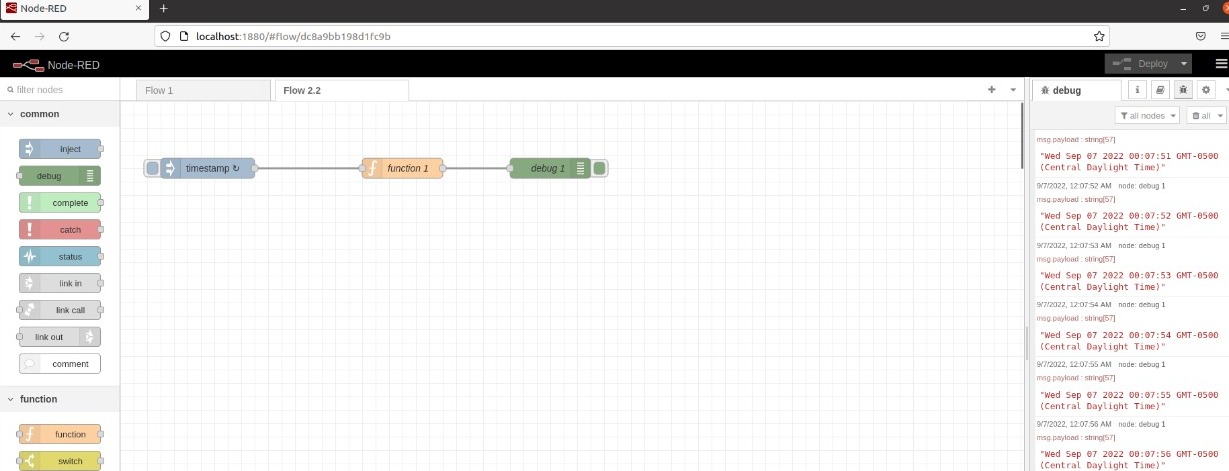 Node-RED
localhost:1880/#flow/dc8a9bb198d1fc9b
Node-RED
Deploy
filter nodes
Flow 1
Flow 2.2
debug
i
all nodes
all
common
inject
debug
complete
catch
status
link in
link call
link out
comment
function
function
switch
timestamp ↻
function 1
debug 1
msg.payload : string[57]
"Wed Sep 07 2022 00:07:51 GMT-0500
(Central Daylight Time)"
9/7/2022, 12:07:52 AM node: debug 1
msg.payload : string[57]
"Wed Sep 07 2022 00:07:52 GMT-0500
(Central Daylight Time)"
9/7/2022, 12:07:53 AM node: debug 1
msg.payload : string[57]
"Wed Sep 07 2022 00:07:53 GMT-0500
(Central Daylight Time)"
9/7/2022, 12:07:54 AM node: debug 1
msg.payload : string[57]
"Wed Sep 07 2022 00:07:54 GMT-0500
(Central Daylight Time)"
9/7/2022, 12:07:55 AM node: debug 1
msg.payload : string[57]
"Wed Sep 07 2022 00:07:55 GMT-0500
(Central Daylight Time)"
9/7/2022, 12:07:56 AM node: debug 1
msg.payload : string[57]
"Wed Sep 07 2022 00:07:56 GMT-0500
(Central Daylight Time)"